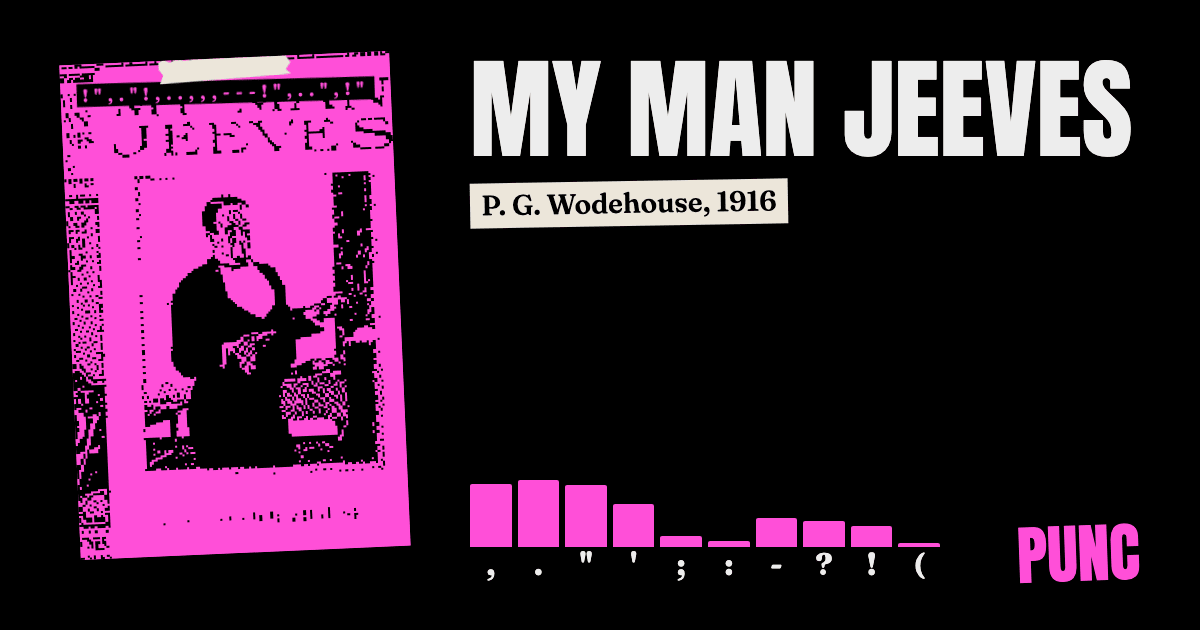 !",."!,..,,,---!",..",!"
JEEVES
MY MAN JEEVES
P. G. Wodehouse, 1916
, . " ' ; : - ? ! (
PUNC